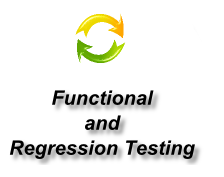 Functional
and
Regression Testing